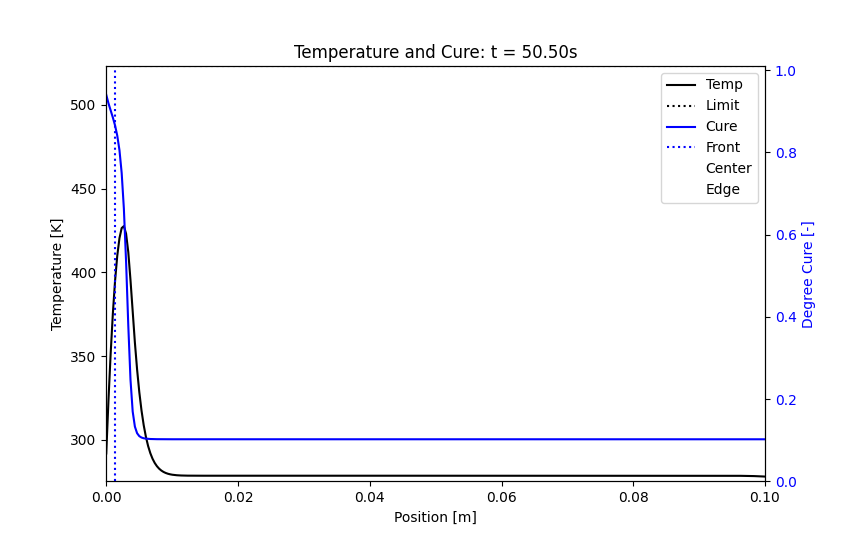 Temperature and Cure: t = 50.50s
Temperature [K]
500
450
400
350
300
Temp
Limit
Cure
Front
Center
Edge
1.0
0.8
0.6
0.4
0.2
0.0
Degree Cure [-]
0.00 0.02 0.04 0.06 0.08 0.10
Position [m]